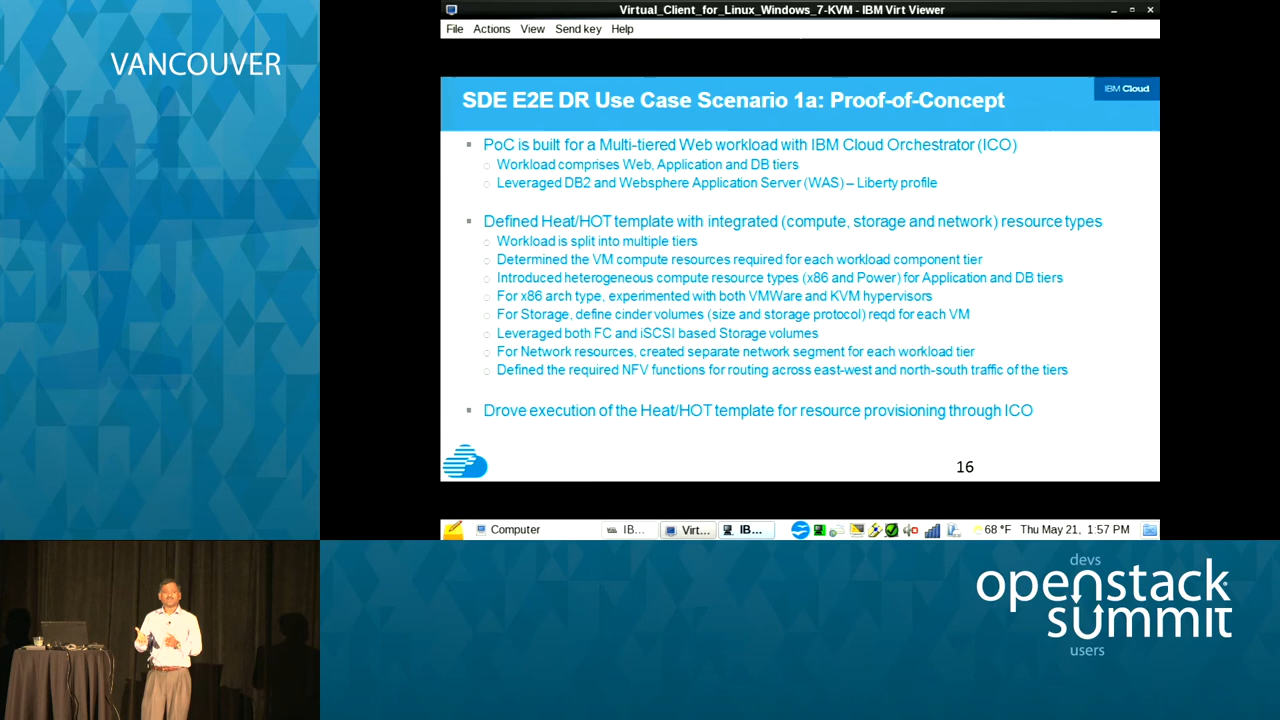 VANCOUVER
Virtual_Client_for_Linux_Windows_7-KVM - IBM Virt Viewer
File Actions View Send key Help
SDE E2E DR Use Case Scenario 1a: Proof-of-Concept
IBM Cloud
PoC is built for a Multi-tiered Web workload with IBM Cloud Orchestrator (ICO)
Workload comprises Web, Application and DB tiers
Leveraged DB2 and Websphere Application Server (WAS) – Liberty profile
Defined Heat/HOT template with integrated (compute, storage and network) resource types
Workload is split into multiple tiers
Determined the VM compute resources required for each workload component tier
Introduced heterogeneous compute resource types (x86 and Power) for Application and DB tiers
For x86 arch type, experimented with both VMWare and KVM hypervisors
For Storage, define cinder volumes (size and storage protocol) reqd for each VM
Leveraged both FC and iSCSI based Storage volumes
For Network resources, created separate network segment for each workload tier
Defined the required NFV functions for routing across east-west and north-south traffic of the tiers
Drove execution of the Heat/HOT template for resource provisioning through ICO
16
Computer IB... Virt... IB... 68 °F Thu May 21, 1:57 PM
devs
openstack
summit
users